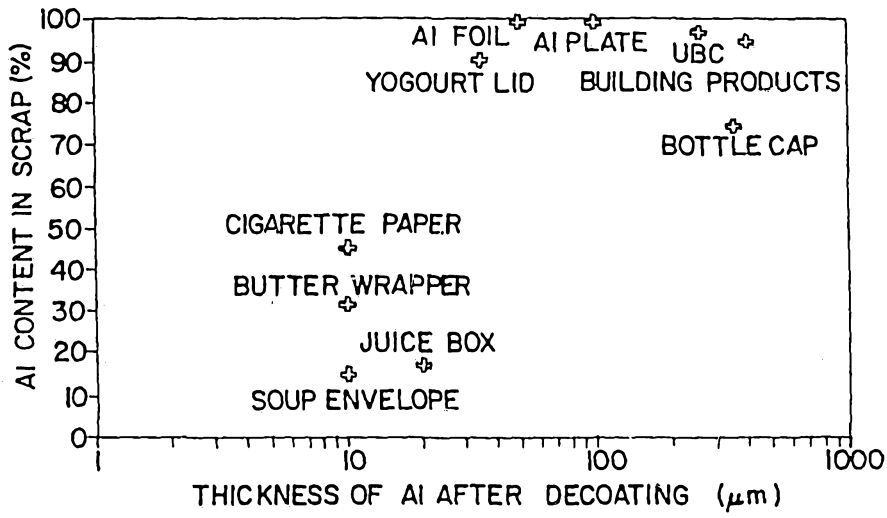 AL CONTENT IN SCRAP (%)
100
90
80
70
60
50
40
30
20
10
0
Al FOIL
Al PLATE
UBC
YOGOURT LID
BUILDING PRODUCTS
BOTTLE CAP
CIGARETTE PAPER
BUTTER WRAPPER
JUICE BOX
SOUP ENVELOPE
1
10
100
1000
THICKNESS OF Al AFTER DECOATING (μm)